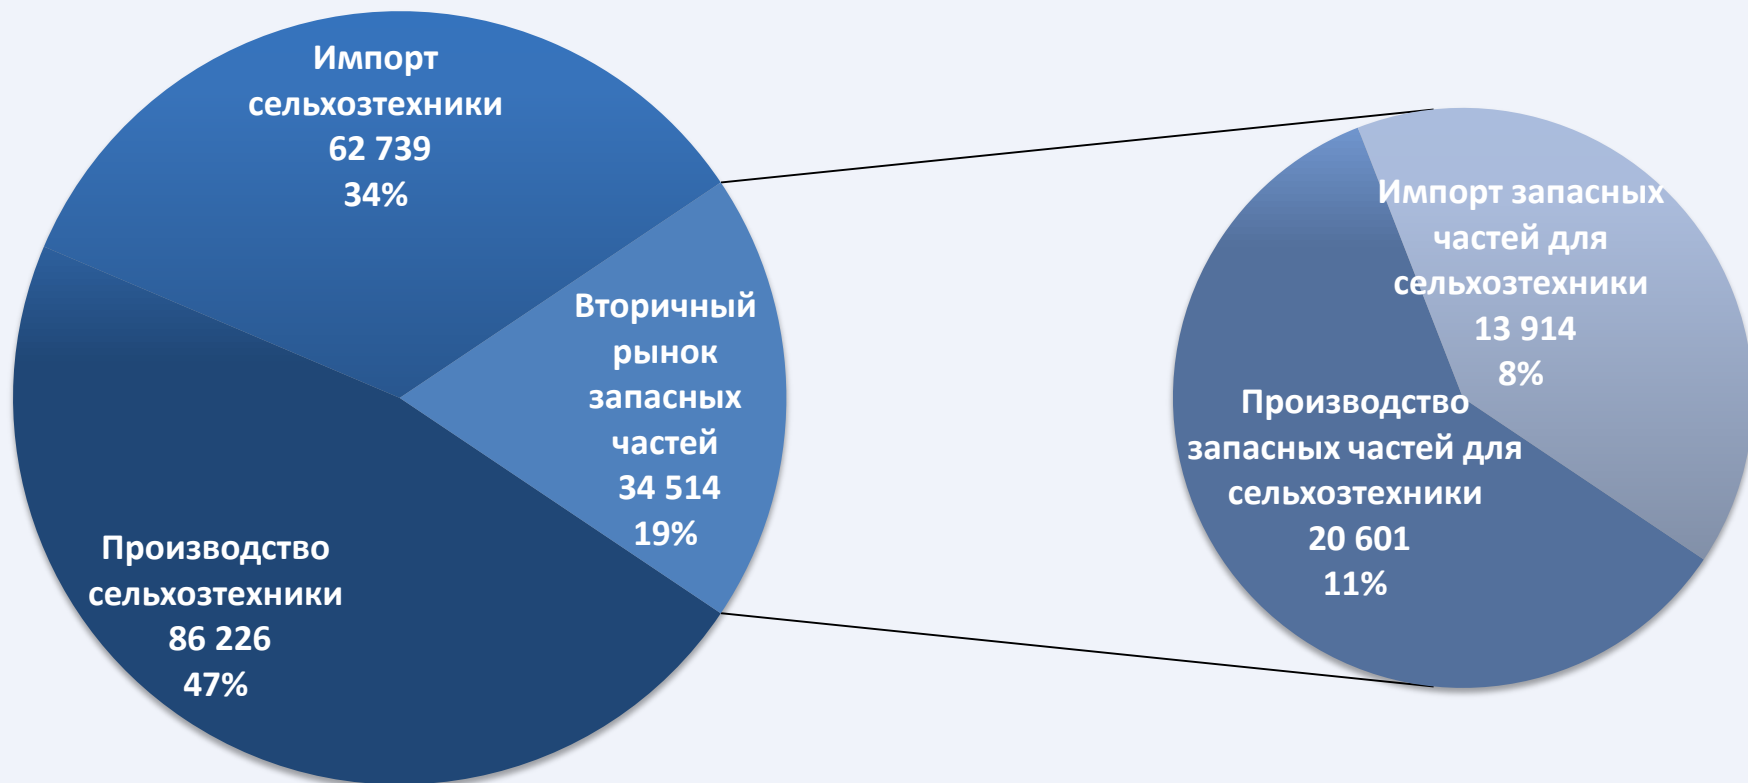 Импорт
сельхозтехники
62 739
34%
Вторичный
рынок
запасных
частей
34 514
19%
Производство
сельхозтехники
86 226
47%
Импорт запасных
частей для
сельхозтехники
13 914
8%
Производство
запасных частей для
сельхозтехники
20 601
11%